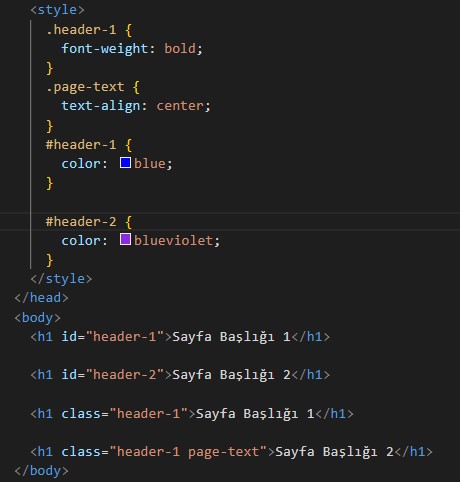 <style>
.header-1 {
font-weight: bold;
}
.page-text {
text-align: center;
}
#header-1 {
color: blue;
}
#header-2 {
color: blueviolet;
}
</style>
</head>
<body>
<h1 id="header-1">Sayfa Başlığı 1</h1>
<h1 id="header-2">Sayfa Başlığı 2</h1>
<h1 class="header-1">Sayfa Başlığı 1</h1>
<h1 class="header-1 page-text">Sayfa Başlığı 2</h1>
</body>